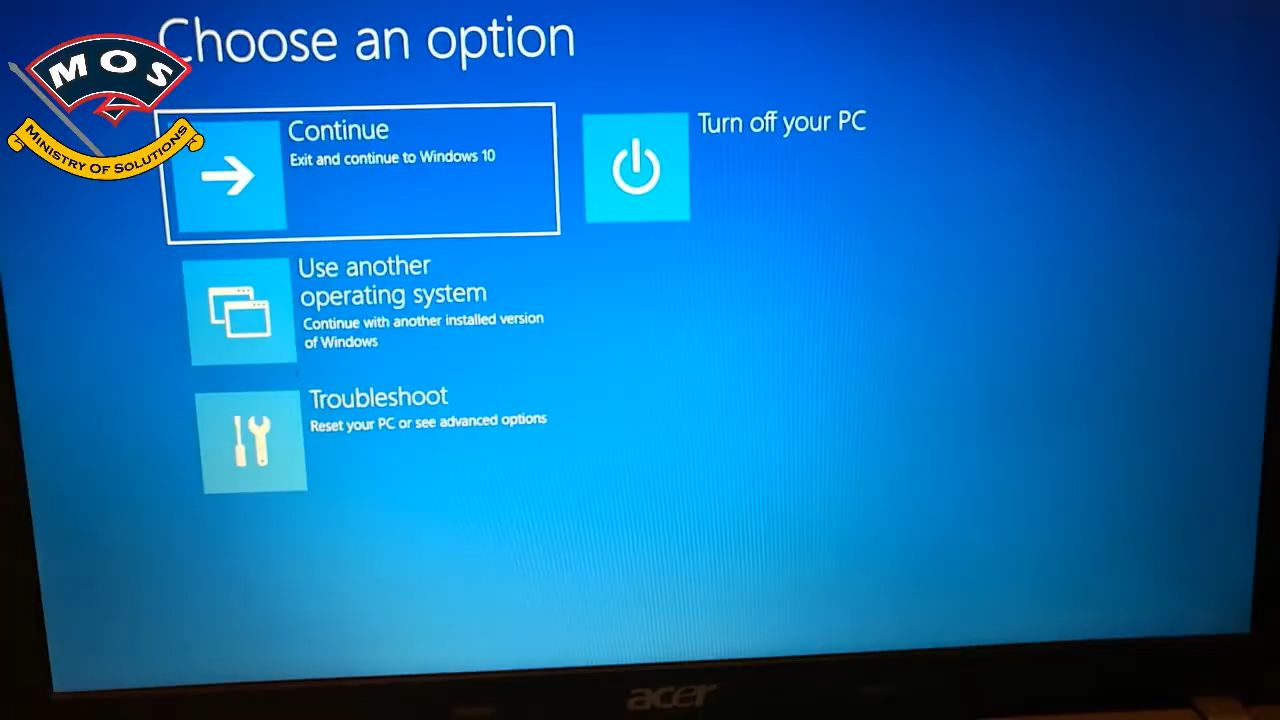 Choose an option
MOS
MINISTRY OF SOLUTIONS
Continue
Exit and continue to Windows 10
Turn off your PC
Use another
operating system
Continue with another installed version
of Windows
Troubleshoot
Reset your PC or see advanced options
acer